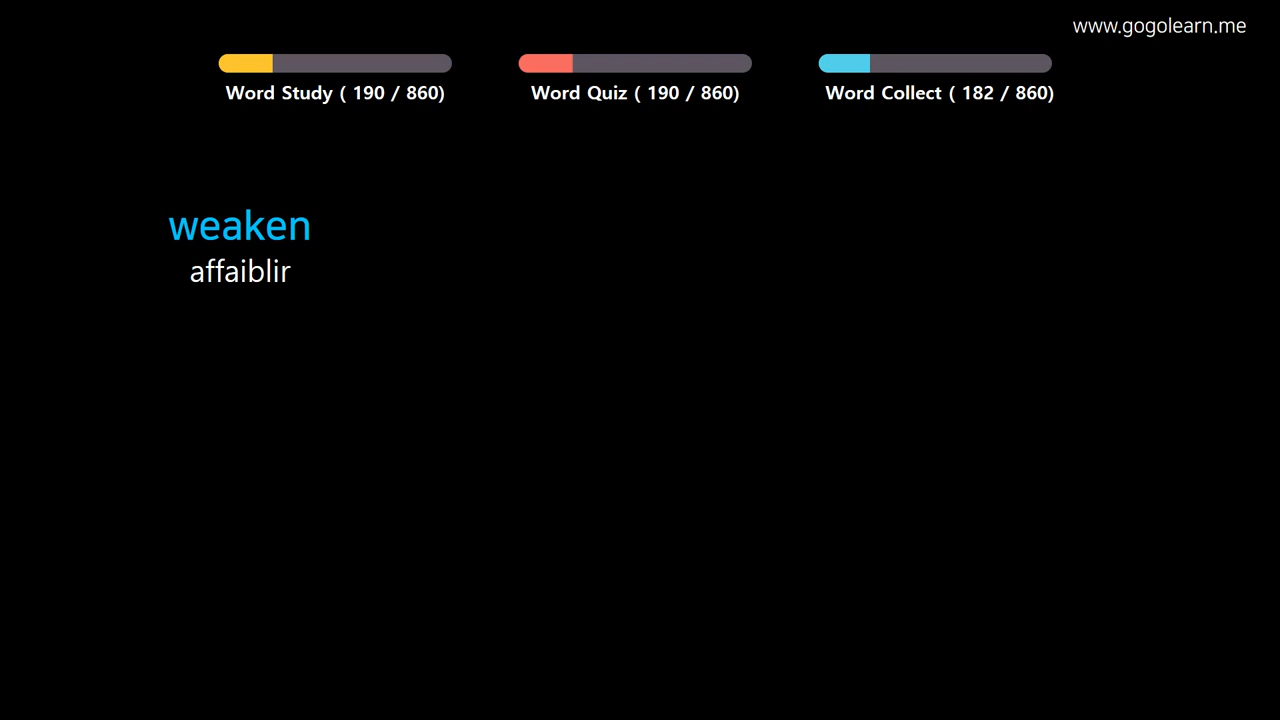 www.gogolearn.me
Word Study ( 190 / 860)
Word Quiz ( 190 / 860)
Word Collect ( 182 / 860)
weaken
affaiblir